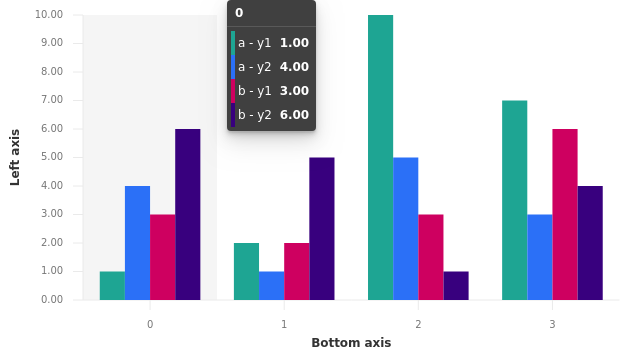 10.00
9.00
8.00
7.00
6.00
5.00
4.00
3.00
2.00
1.00
0.00
Left axis
0
a - y1 1.00
a - y2 4.00
b - y1 3.00
b - y2 6.00
0 1 2 3
Bottom axis